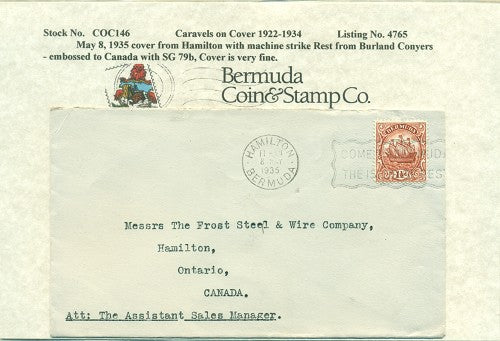 Stock No. COC146 Caravels on Cover 1922-1934 Listing No. 4765
May 8, 1935 cover from Hamilton with machine strike Rest from Burland Conyers
- embossed to Canada with SG 79b, Cover is very fine.
Bermuda
Coin&Stamp Co.
HAMILTON
1935
BERMUDA
BERMUDA
COME
THE
Messrs The Frost Steel & Wire Company,
Hamilton,
Ontario,
CANADA.
Att: The Assistant Sales Manager.